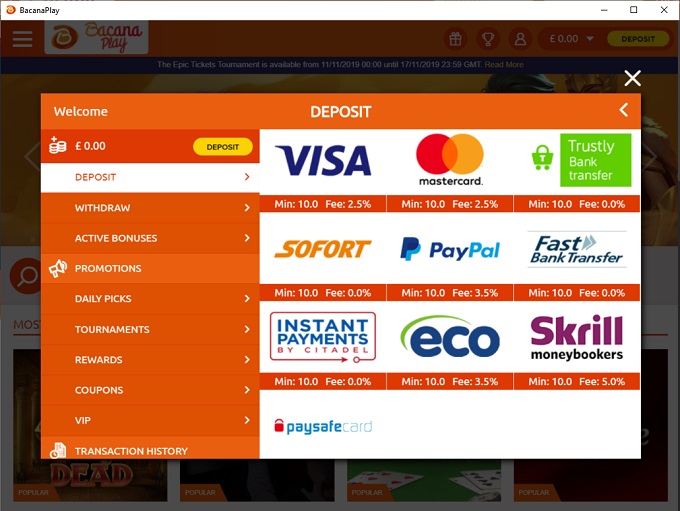 BacanaPlay
Bacana
Play
£ 0.00
DEPOSIT
The Epic Tickets Tournament is available from 11/11/2019 00:00 until 17/11/2019 23:59 GMT. Read More
Welcome
DEPOSIT
£ 0.00
DEPOSIT
DEPOSIT
WITHDRAW
ACTIVE BONUSES
PROMOTIONS
DAILY PICKS
TOURNAMENTS
REWARDS
COUPONS
VIP
TRANSACTION HISTORY
VISA
mastercard.
Trustly
Bank
transfer
Min: 10.0 Fee: 2.5%
Min: 10.0 Fee: 2.5%
Min: 10.0 Fee: 0.0%
SOFORT
PayPal
Fast
Bank Transfer
Min: 10.0 Fee: 0.0%
Min: 10.0 Fee: 3.5%
Min: 10.0 Fee: 0.0%
INSTANT
PAYMENTS
BY CITADEL
eco
Skrill
moneybookers
Min: 10.0 Fee: 0.0%
Min: 10.0 Fee: 3.5%
Min: 10.0 Fee: 5.0%
paysafecard
MOS
DEAD
POPULAR
POPULAR
POPULAR
POPULAR